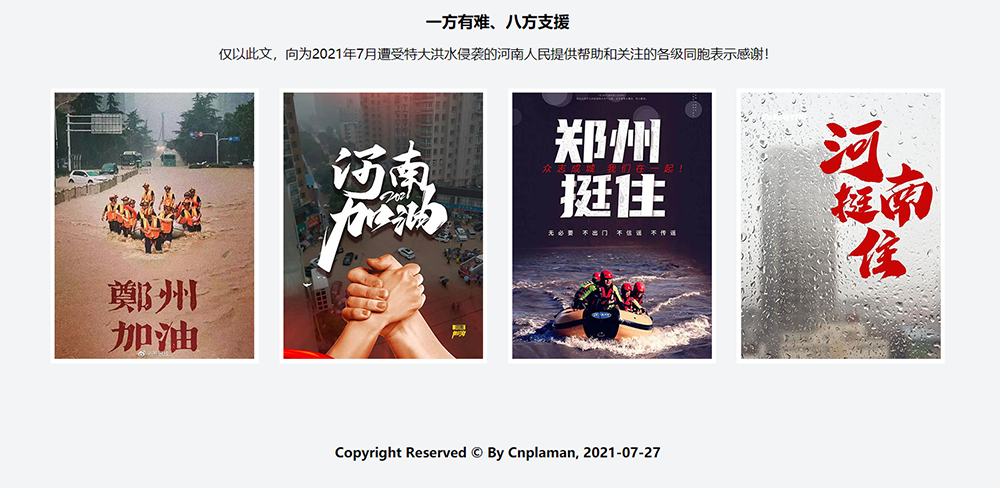 一方有难、八方支援
仅以此文，向为2021年7月遭受特大洪水侵袭的河南人民提供帮助和关注的各级同胞表示感谢！
鄭州
加油
河南
2021
加油
郑州
众志成城 我们在一起！
挺住
无必要 不出门 不信谣 不传谣
河南
挺住
Copyright Reserved © By Cnplaman, 2021-07-27